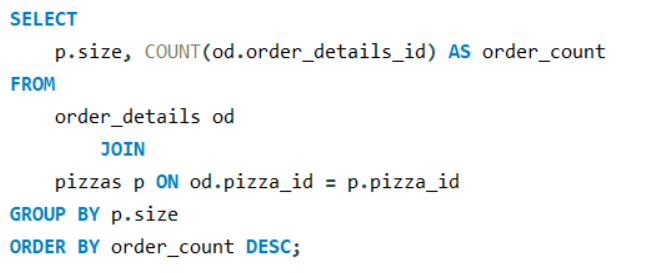 SELECT
p.size, COUNT(od.order_details_id) AS order_count
FROM
order_details od
JOIN
pizzas p ON od.pizza_id = p.pizza_id
GROUP BY p.size
ORDER BY order_count DESC;